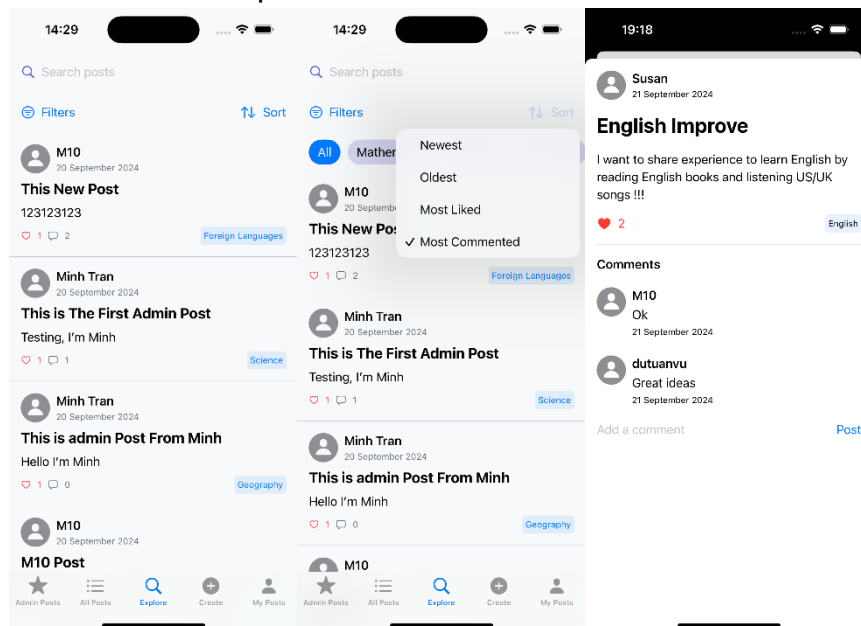 14:29
Search posts
Filters
Sort
M10
20 September 2024
This New Post
123123123
1 2
Foreign Languages
Minh Tran
20 September 2024
This is The First Admin Post
Testing, I'm Minh
1 1
Science
Minh Tran
20 September 2024
This is admin Post From Minh
Hello I'm Minh
1 0
Geography
M10
20 September 2024
M10 Post
Admin Posts
All Posts
Explore
Create
My Posts
14:29
Search posts
Filters
Sort
All
Mather
Newest
Oldest
Most Liked
✓ Most Commented
M10
20 Septembe
This New Pos
123123123
1 2
Foreign Languages
Minh Tran
20 September 2024
This is The First Admin Post
Testing, I'm Minh
1 1
Science
Minh Tran
20 September 2024
This is admin Post From Minh
Hello I'm Minh
1 0
Geography
M10
Admin Posts
All Posts
Explore
Create
My Posts
19:18
Susan
21 September 2024
English Improve
I want to share experience to learn English by
reading English books and listening US/UK
songs !!!
2
English
Comments
M10
Ok
21 September 2024
dutuanvu
Great ideas
21 September 2024
Add a comment
Post